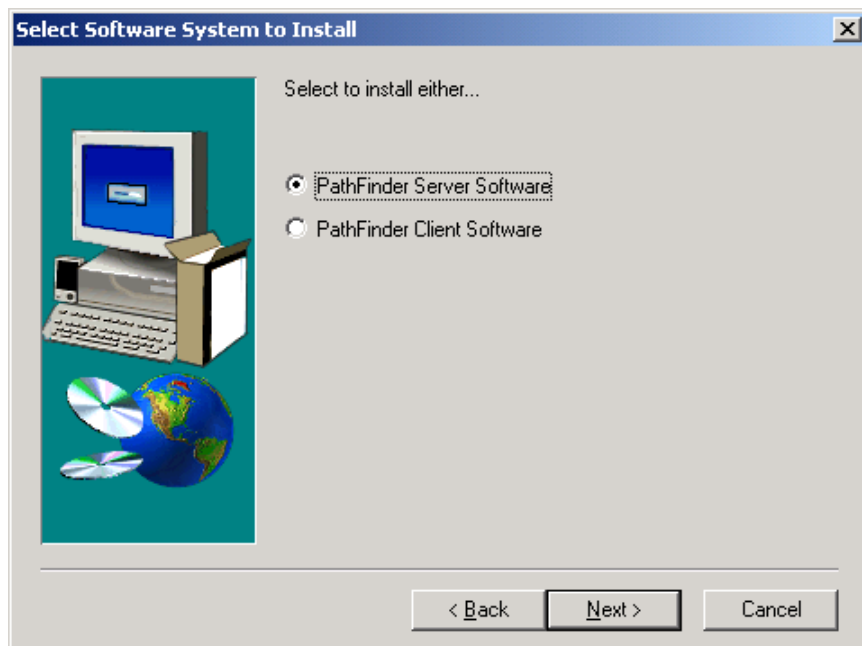 Select Software System to Install
Select to install either...
PathFinder Server Software
PathFinder Client Software
< Back
Next >
Cancel